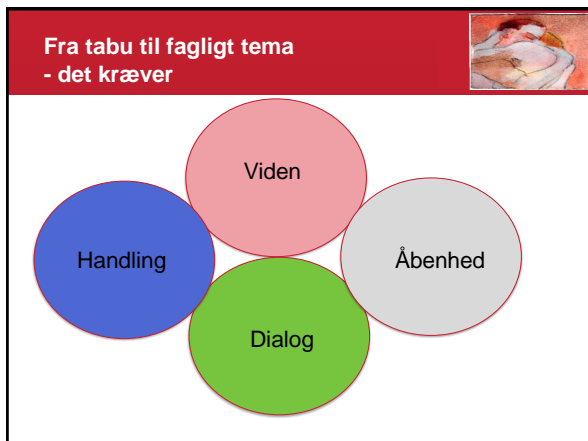 Fra tabu til fagligt tema
- det kræver
Viden
Handling
Åbenhed
Dialog